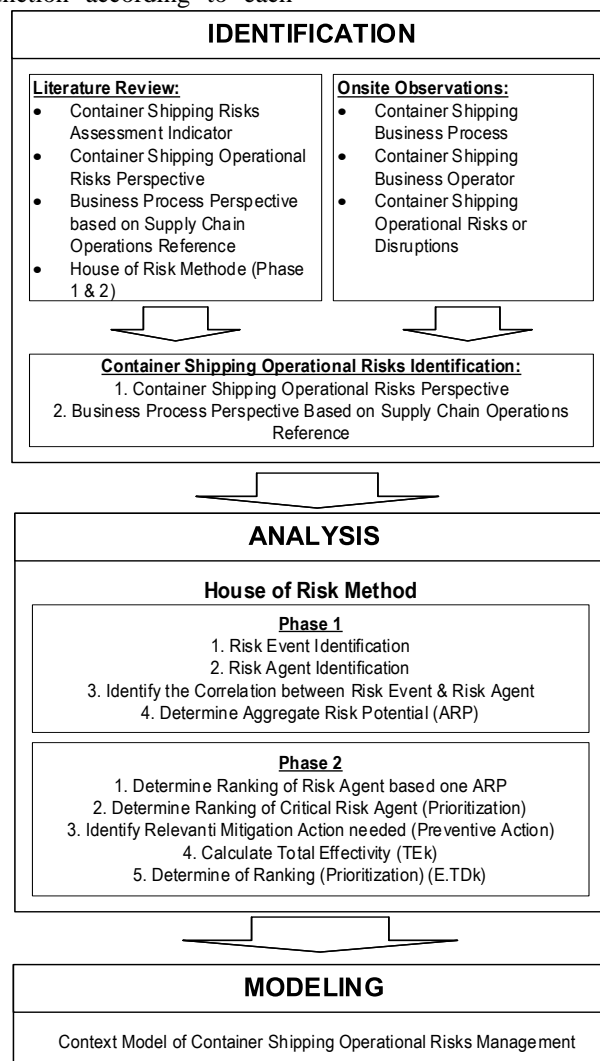 nction according to each
IDENTIFICATION
Literature Review:
• Container Shipping Risks
Assessment Indicator
• Container Shipping Operational
Risks Perspective
• Business Process Perspective
based on Supply Chain
Operations Reference
• House of Risk Methode (Phase
1 & 2)
Onsite Observations:
• Container Shipping
Business Process
• Container Shipping
Business Operator
• Container Shipping
Operational Risks or
Disruptions
Container Shipping Operational Risks Identification:
1. Container Shipping Operational Risks Perspective
2. Business Process Perspective Based on Supply Chain Operations
Reference
ANALYSIS
House of Risk Method
Phase 1
1. Risk Event Identification
2. Risk Agent Identification
3. Identify the Correlation between Risk Event & Risk Agent
4. Determine Aggregate Risk Potential (ARP)
Phase 2
1. Determine Ranking of Risk Agent based one ARP
2. Determine Ranking of Critical Risk Agent (Prioritization)
3. Identify Relevanti Mitigation Action needed (Preventive Action)
4. Calculate Total Effectivity (TEk)
5. Determine of Ranking (Prioritization) (E.TDk)
MODELING
Context Model of Container Shipping Operational Risks Management